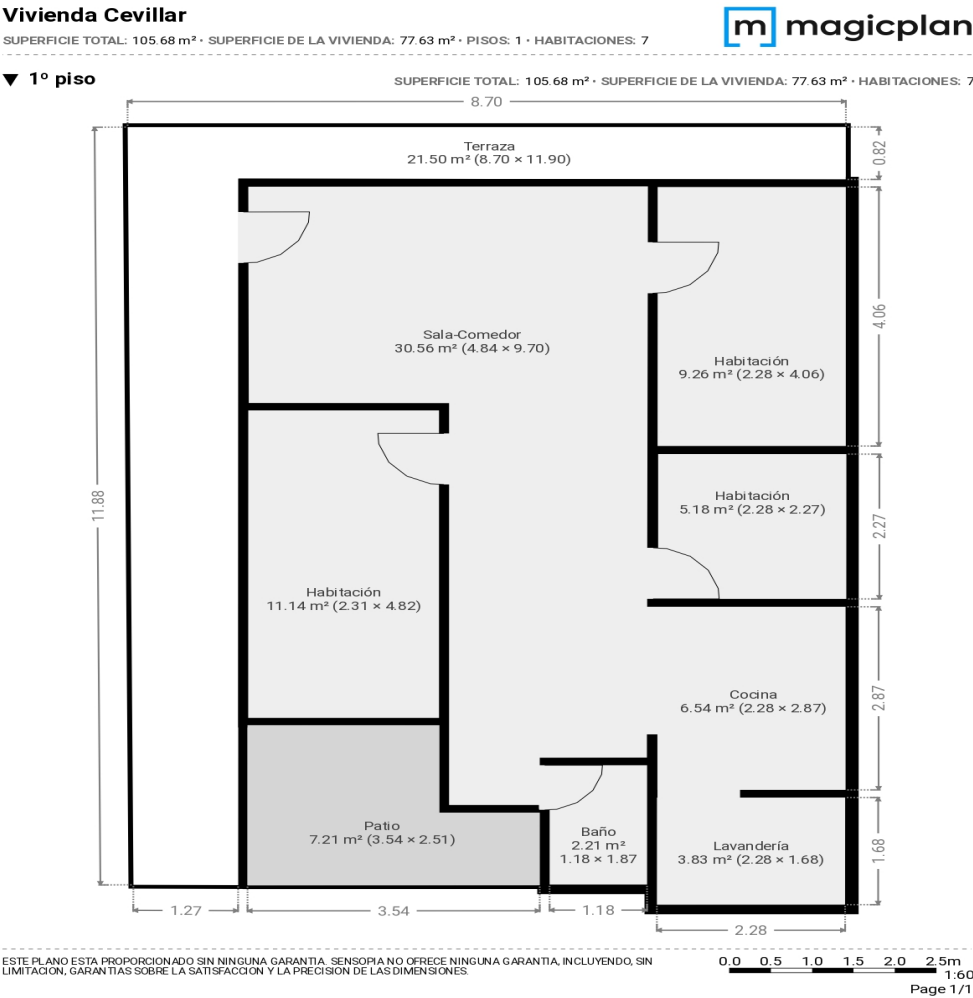 Vivienda Cevillar
SUPERFICIE TOTAL: 105.68 m² · SUPERFICIE DE LA VIVIENDA: 77.63 m² · PISOS: 1 · HABITACIONES: 7
m magicplan
▼ 1º piso
SUPERFICIE TOTAL: 105.68 m² · SUPERFICIE DE LA VIVIENDA: 77.63 m² · HABITACIONES: 7
8.70
Terraza
21.50 m² (8.70 × 11.90)
0.82
4.06
Sala-Comedor
30.56 m² (4.84 × 9.70)
Habitación
9.26 m² (2.28 × 4.06)
11.88
Habitación
5.18 m² (2.28 × 2.27)
2.27
Habitación
11.14 m² (2.31 × 4.82)
Cocina
6.54 m² (2.28 × 2.87)
2.87
Patio
7.21 m² (3.54 × 2.51)
Baño
2.21 m²
1.18 × 1.87
Lavandería
3.83 m² (2.28 × 1.68)
1.68
1.27
3.54
1.18
2.28
ESTE PLANO ESTA PROPORCIONADO SIN NINGUNA GARANTIA. SENSOPIA NO OFRECE NINGUNA GARANTIA, INCLUYENDO, SIN
LIMITACION, GARANTIAS SOBRE LA SATISFACCION Y LA PRECISION DE LAS DIMENSIONES.
0.0 0.5 1.0 1.5 2.0 2.5m
1:60
Page 1/1